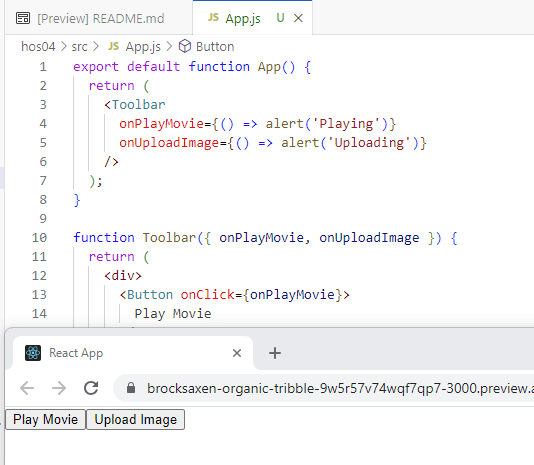 [Preview] README.md
JS App.js U
hos04 > src > JS App.js > Button
1 export default function App() {
2 return (
3 <Toolbar
4 onPlayMovie={() => alert('Playing')}
5 onUploadImage={() => alert('Uploading')}
6 />
7 );
8 }
9
10 function Toolbar({ onPlayMovie, onUploadImage }) {
11 return (
12 <div>
13 <Button onClick={onPlayMovie}>
14 Play Movie
React App
brocksaxen-organic-tribble-9w5r57v74wqf7qp7-3000.preview.a
Play Movie Upload Image